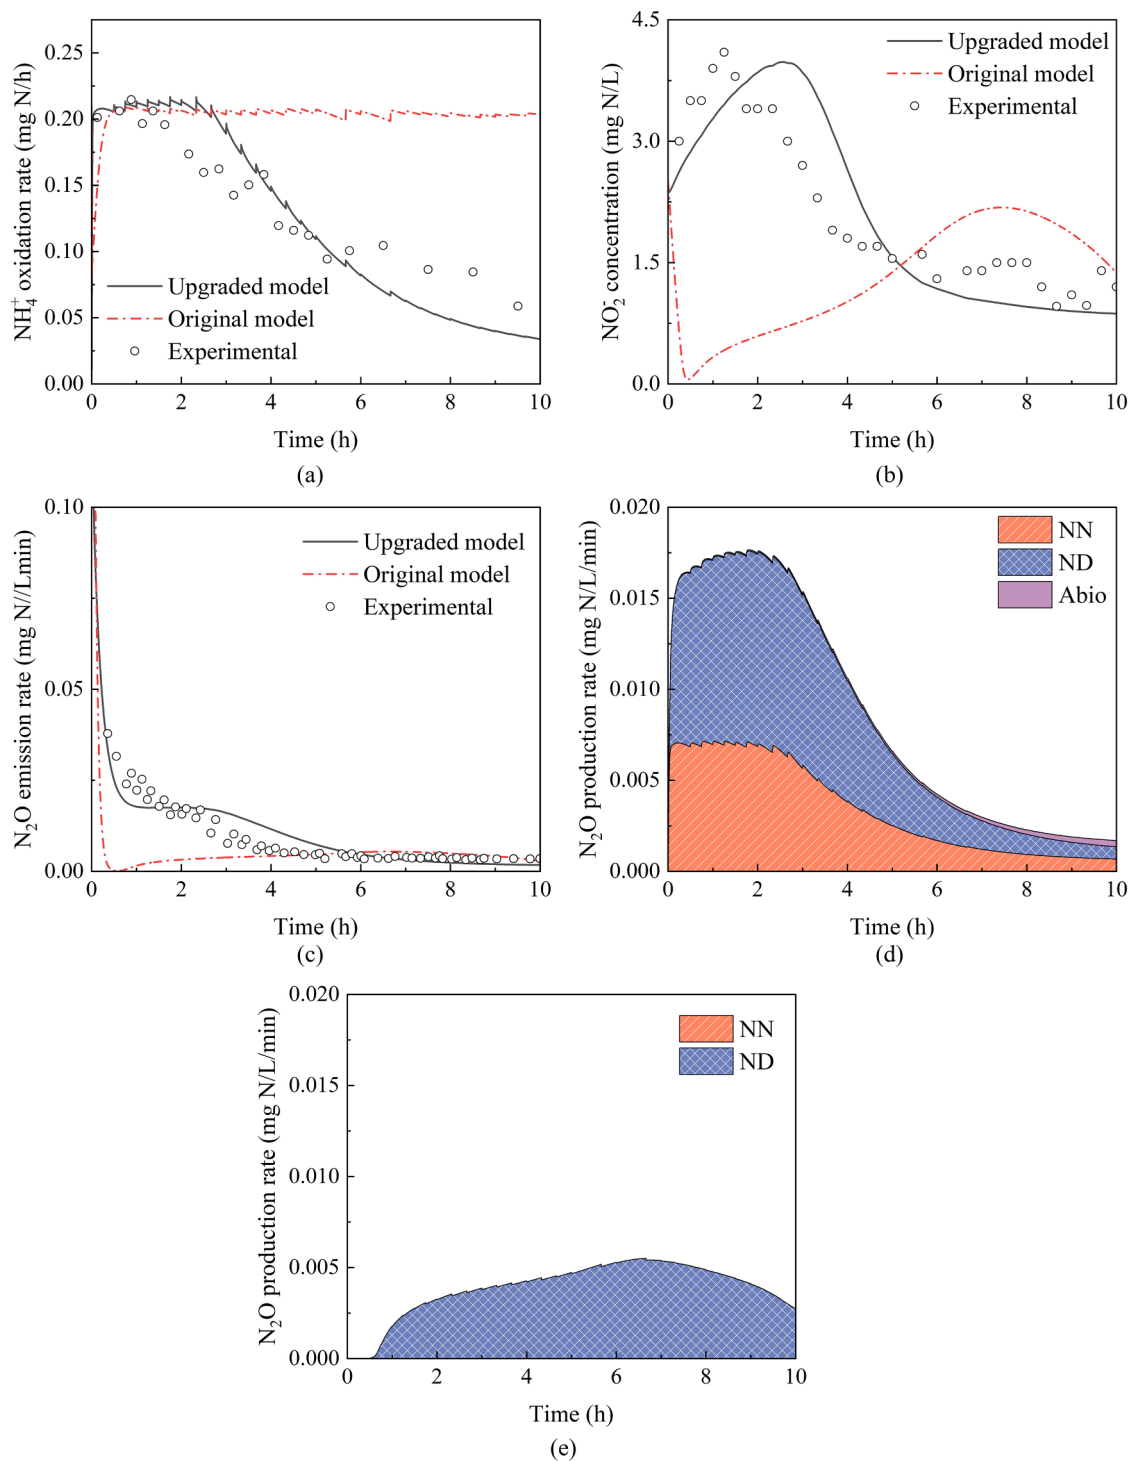 0.25
0.20
0.15
0.10
0.05
0.00
NH₄⁺ oxidation rate (mg N/h)
Upgraded model
Original model
Experimental
0 2 4 6 8 10
Time (h)
(a)
4.5
3.0
1.5
0.0
NO₂⁻ concentration (mg N/L)
Upgraded model
Original model
Experimental
0 2 4 6 8 10
Time (h)
(b)
0.10
0.05
0.00
N₂O emission rate (mg N//Lmin)
Upgraded model
Original model
Experimental
0 2 4 6 8 10
Time (h)
(c)
0.020
0.015
0.010
0.005
0.000
N₂O production rate (mg N/L/min)
NN
ND
Abio
0 2 4 6 8 10
Time (h)
(d)
0.020
0.015
0.010
0.005
0.000
N₂O production rate (mg N/L/min)
NN
ND
0 2 4 6 8 10
Time (h)
(e)